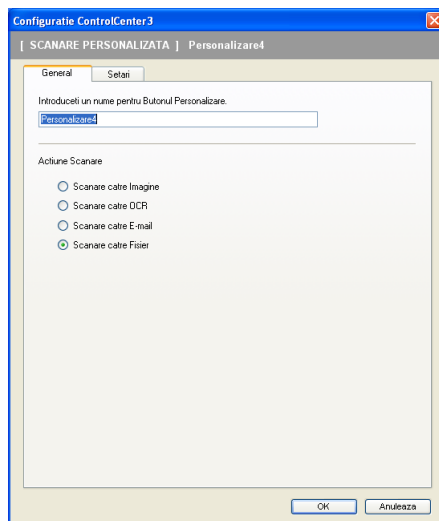 Configuratie ControlCenter3
[ SCANARE PERSONALIZATA ] Personalizare4
General Setari
Introduceti un nume pentru Butonul Personalizare.
Personalizare4
Actiune Scanare
Scanare catre Imagine
Scanare catre OCR
Scanare catre E-mail
Scanare catre Fisier
OK Anuleaza